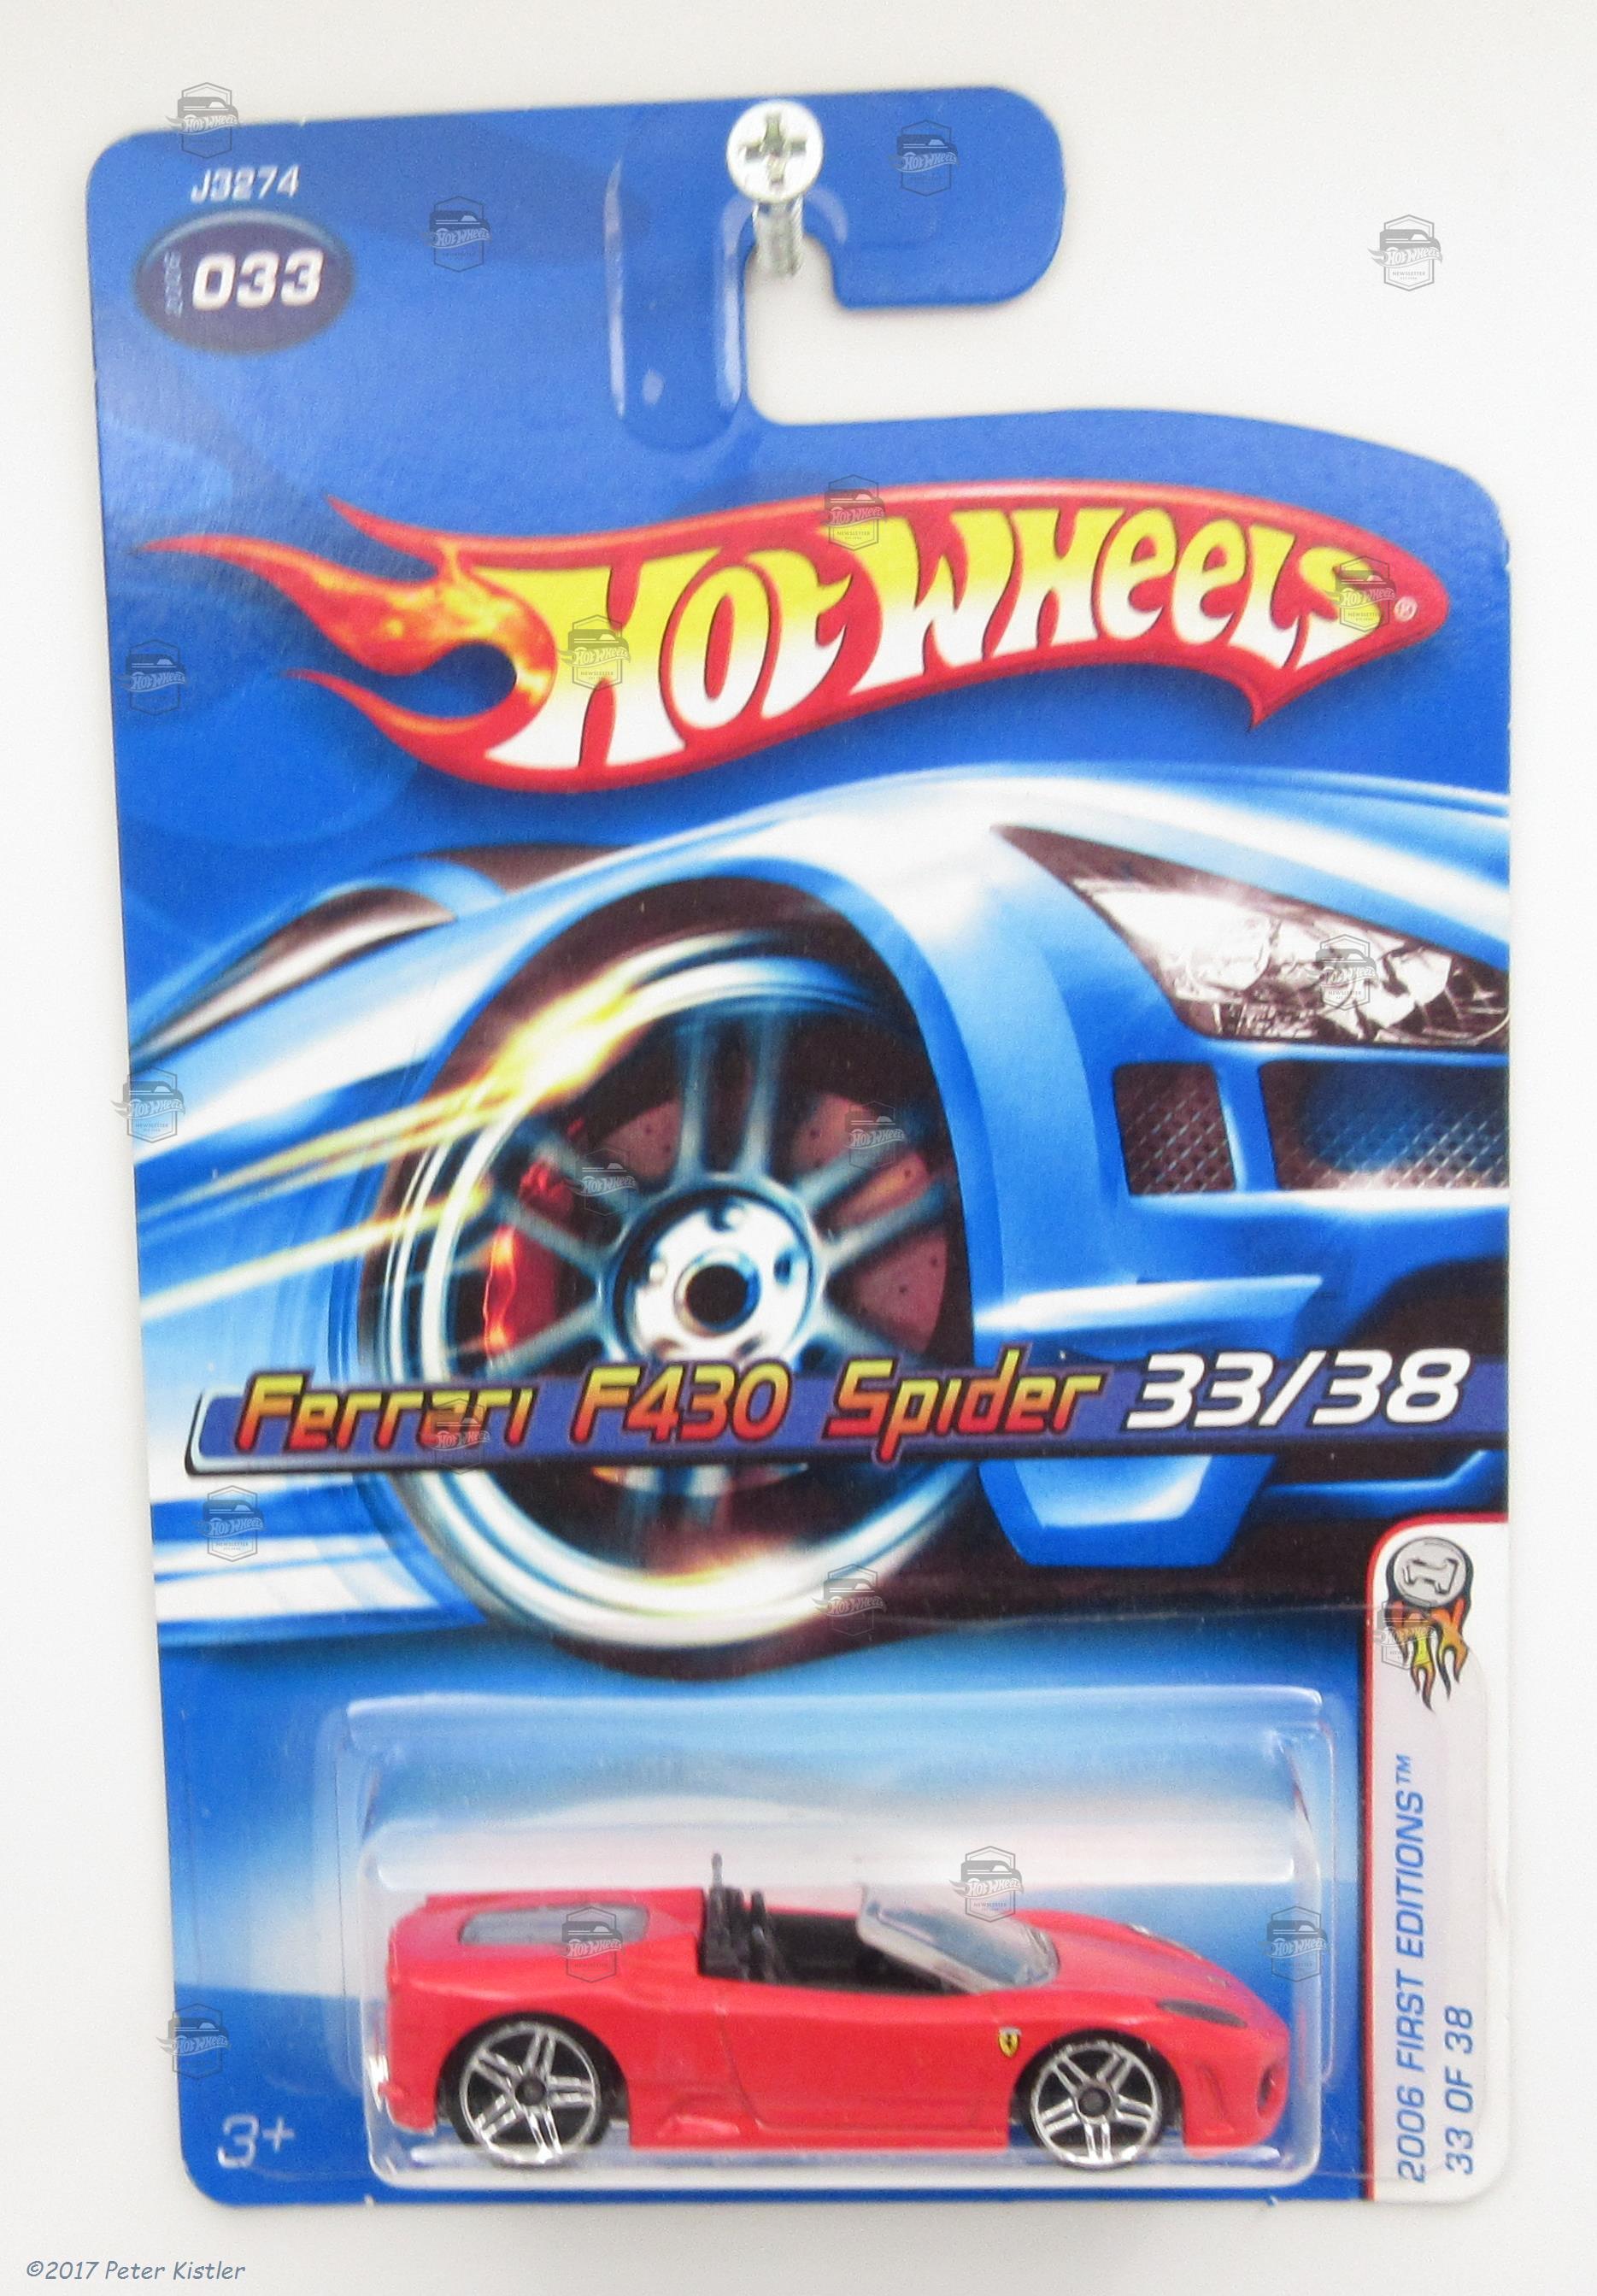 J3274
2006 033
HOT WHEELS®
Ferrari F430 Spider 33/38
2006 FIRST EDITIONS™
33 OF 38
3+
©2017 Peter Kistler